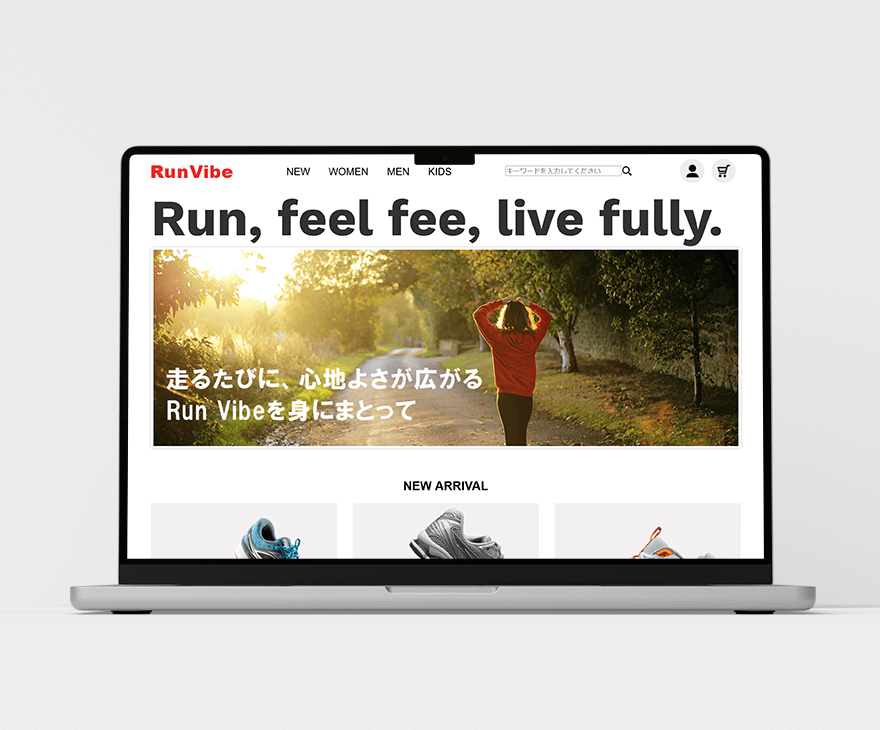 RunVibe
NEW WOMEN MEN KIDS
キーワードを入力してください
Run, feel fee, live fully.
走るたびに、心地よさが広がる
Run Vibeを身にまとって
NEW ARRIVAL